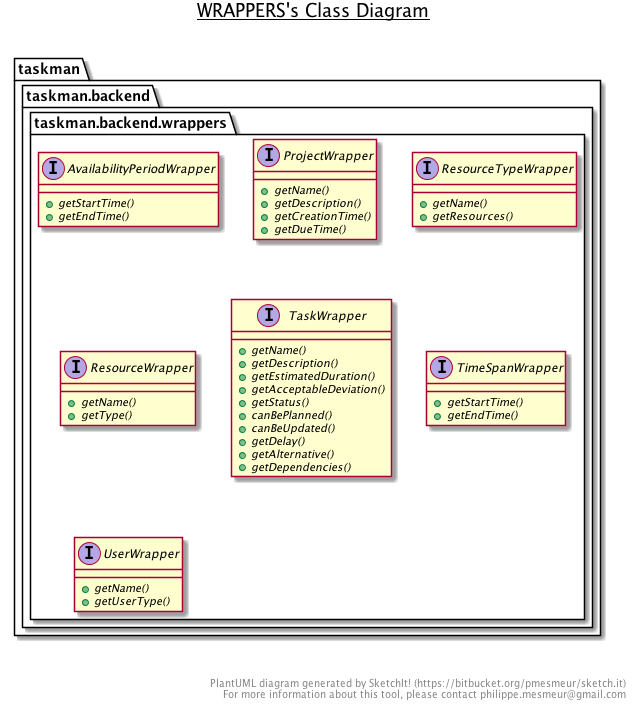 WRAPPERS's Class Diagram
taskman
taskman.backend
taskman.backend.wrappers
I AvailabilityPeriodWrapper
getStartTime()
getEndTime()
I ProjectWrapper
getName()
getDescription()
getCreationTime()
getDueTime()
I ResourceTypeWrapper
getName()
getResources()
I ResourceWrapper
getName()
getType()
I TaskWrapper
getName()
getDescription()
getEstimatedDuration()
getAcceptableDeviation()
getStatus()
canBePlanned()
canBeUpdated()
getDelay()
getAlternative()
getDependencies()
I TimeSpanWrapper
getStartTime()
getEndTime()
I UserWrapper
getName()
getUserType()
PlantUML diagram generated by SketchIt! (https://bitbucket.org/pmesmeur/sketch.it)
For more information about this tool, please contact philippe.mesmeur@gmail.com